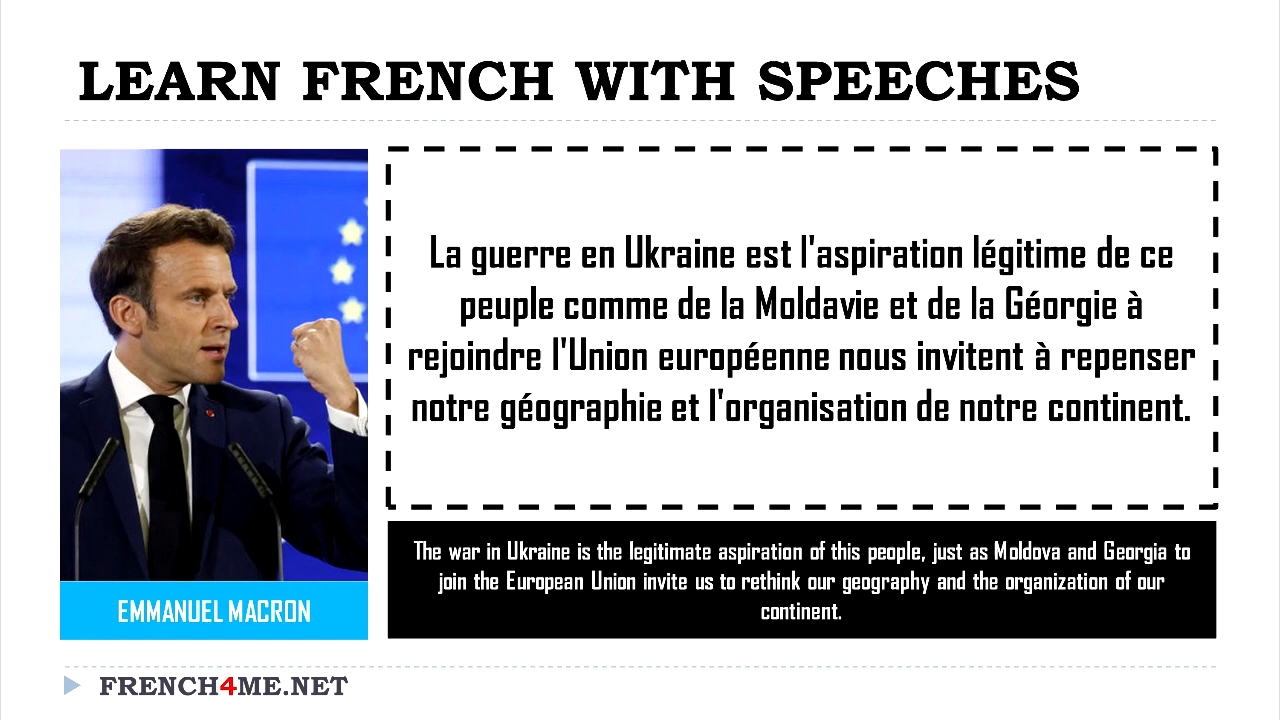 LEARN FRENCH WITH SPEECHES
La guerre en Ukraine est l'aspiration légitime de ce
peuple comme de la Moldavie et de la Géorgie à
rejoindre l'Union européenne nous invitent à repenser
notre géographie et l'organisation de notre continent.
The war in Ukraine is the legitimate aspiration of this people, just as Moldova and Georgia to
join the European Union invite us to rethink our geography and the organization of our
continent.
EMMANUEL MACRON
FRENCH4ME.NET